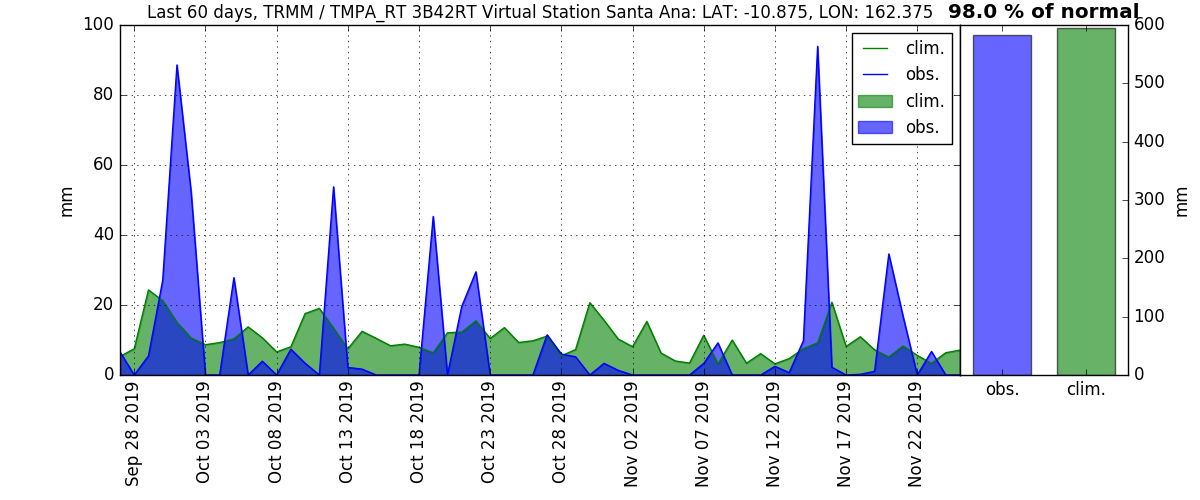 Last 60 days, TRMM / TMPA_RT 3B42RT Virtual Station Santa Ana: LAT: -10.875, LON: 162.375
98.0 % of normal
100
80
60
40
20
0
mm
clim.
obs.
clim.
obs.
600
500
400
300
200
100
0
mm
Sep 28 2019
Oct 03 2019
Oct 08 2019
Oct 13 2019
Oct 18 2019
Oct 23 2019
Oct 28 2019
Nov 02 2019
Nov 07 2019
Nov 12 2019
Nov 17 2019
Nov 22 2019
obs.
clim.